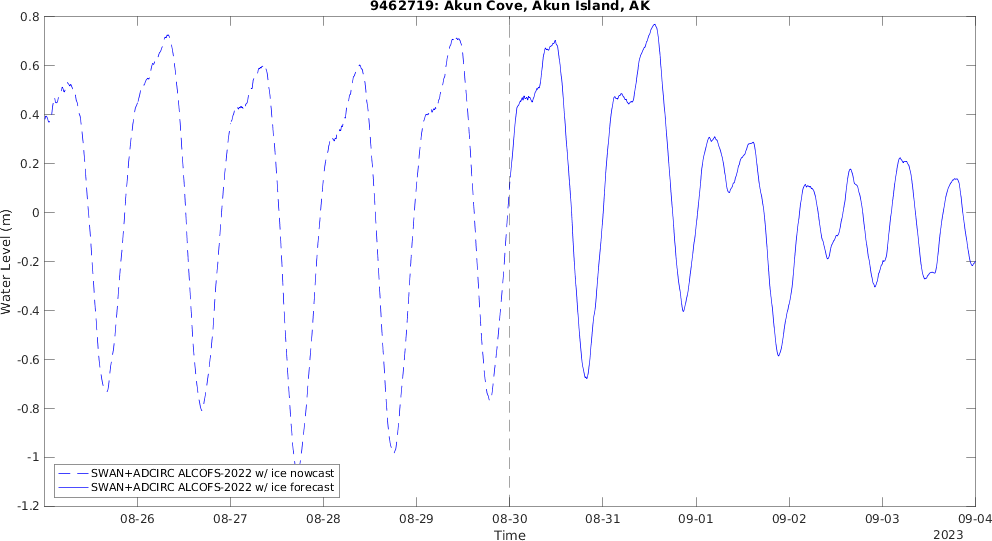 9462719: Akun Cove, Akun Island, AK
0.8
0.6
0.4
0.2
0
-0.2
-0.4
-0.6
-0.8
-1
-1.2
Water Level (m)
SWAN+ADCIRC ALCOFS-2022 w/ ice nowcast
SWAN+ADCIRC ALCOFS-2022 w/ ice forecast
08-26 08-27 08-28 08-29 08-30 08-31 09-01 09-02 09-03 09-04
Time
2023